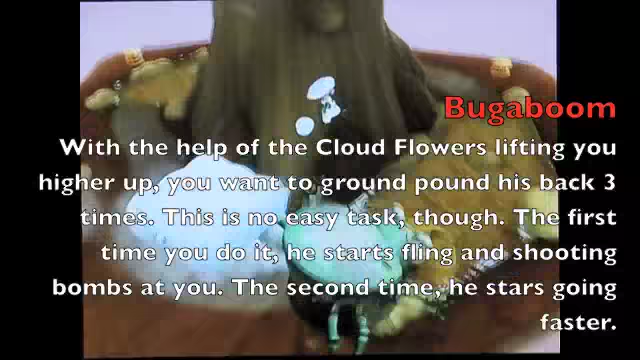 Bugaboom
With the help of the Cloud Flowers lifting you
higher up, you want to ground pound his back 3
times. This is no easy task, though. The first
time you do it, he starts fling and shooting
bombs at you. The second time, he stars going
faster.